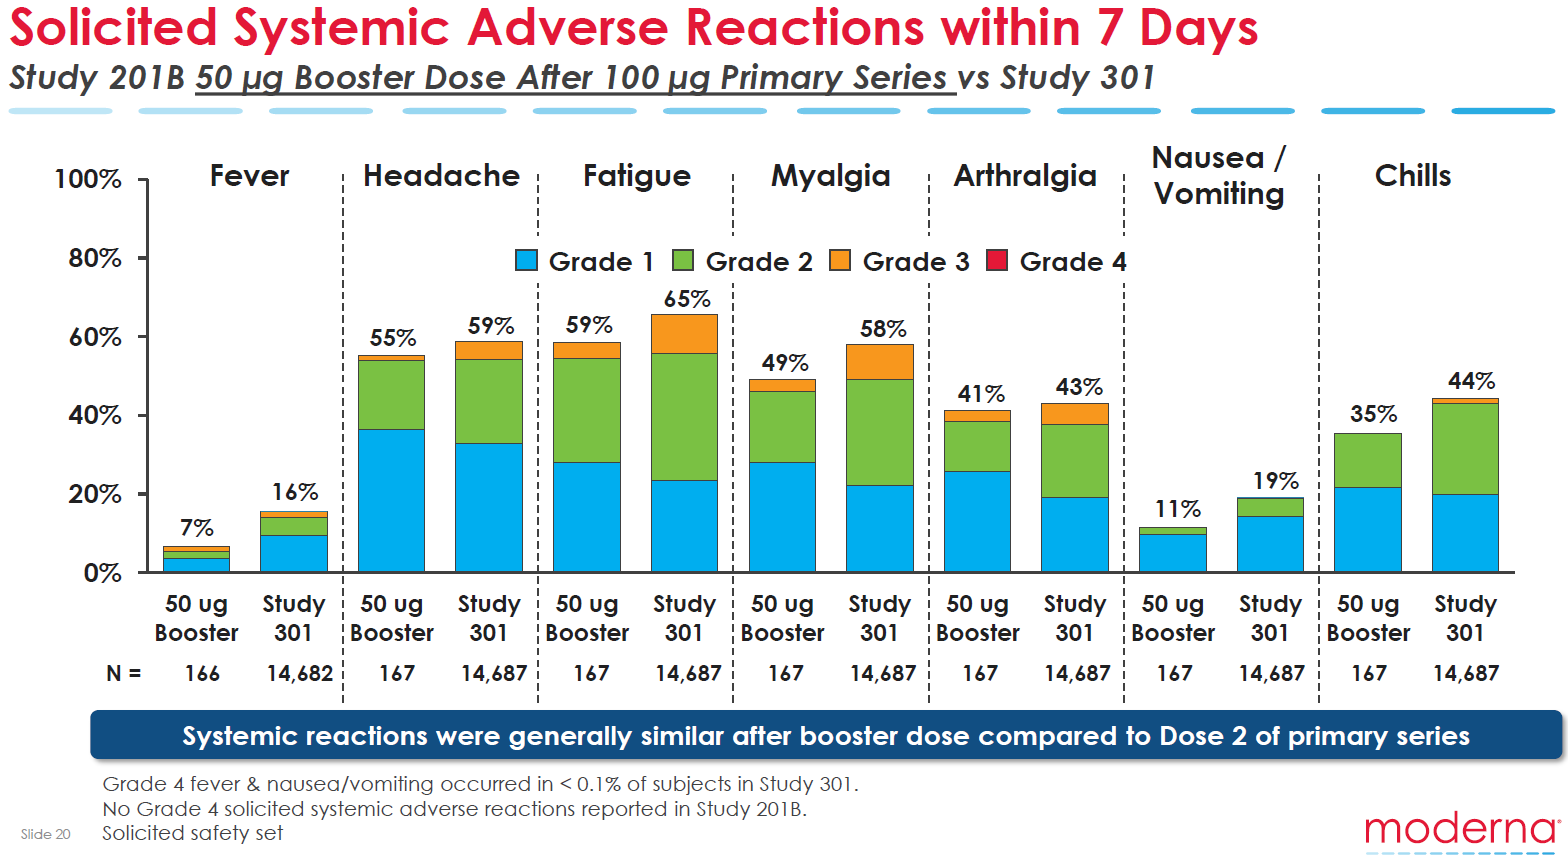 Solicited Systemic Adverse Reactions within 7 Days
Study 201B 50 µg Booster Dose After 100 µg Primary Series vs Study 301
100%
80%
60%
40%
20%
0%
Fever
Headache
Fatigue
Myalgia
Arthralgia
Nausea /
Vomiting
Chills
Grade 1 Grade 2 Grade 3 Grade 4
7% 16%
55% 59%
59% 65%
49% 58%
41% 43%
11% 19%
35% 44%
50 ug Study 50 ug Study 50 ug Study 50 ug Study 50 ug Study 50 ug Study 50 ug Study
Booster 301 Booster 301 Booster 301 Booster 301 Booster 301 Booster 301 Booster 301
N = 166 14,682 167 14,687 167 14,687 167 14,687 167 14,687 167 14,687 167 14,687
Systemic reactions were generally similar after booster dose compared to Dose 2 of primary series
Grade 4 fever & nausea/vomiting occurred in < 0.1% of subjects in Study 301.
No Grade 4 solicited systemic adverse reactions reported in Study 201B.
Solicited safety set
Slide 20
moderna